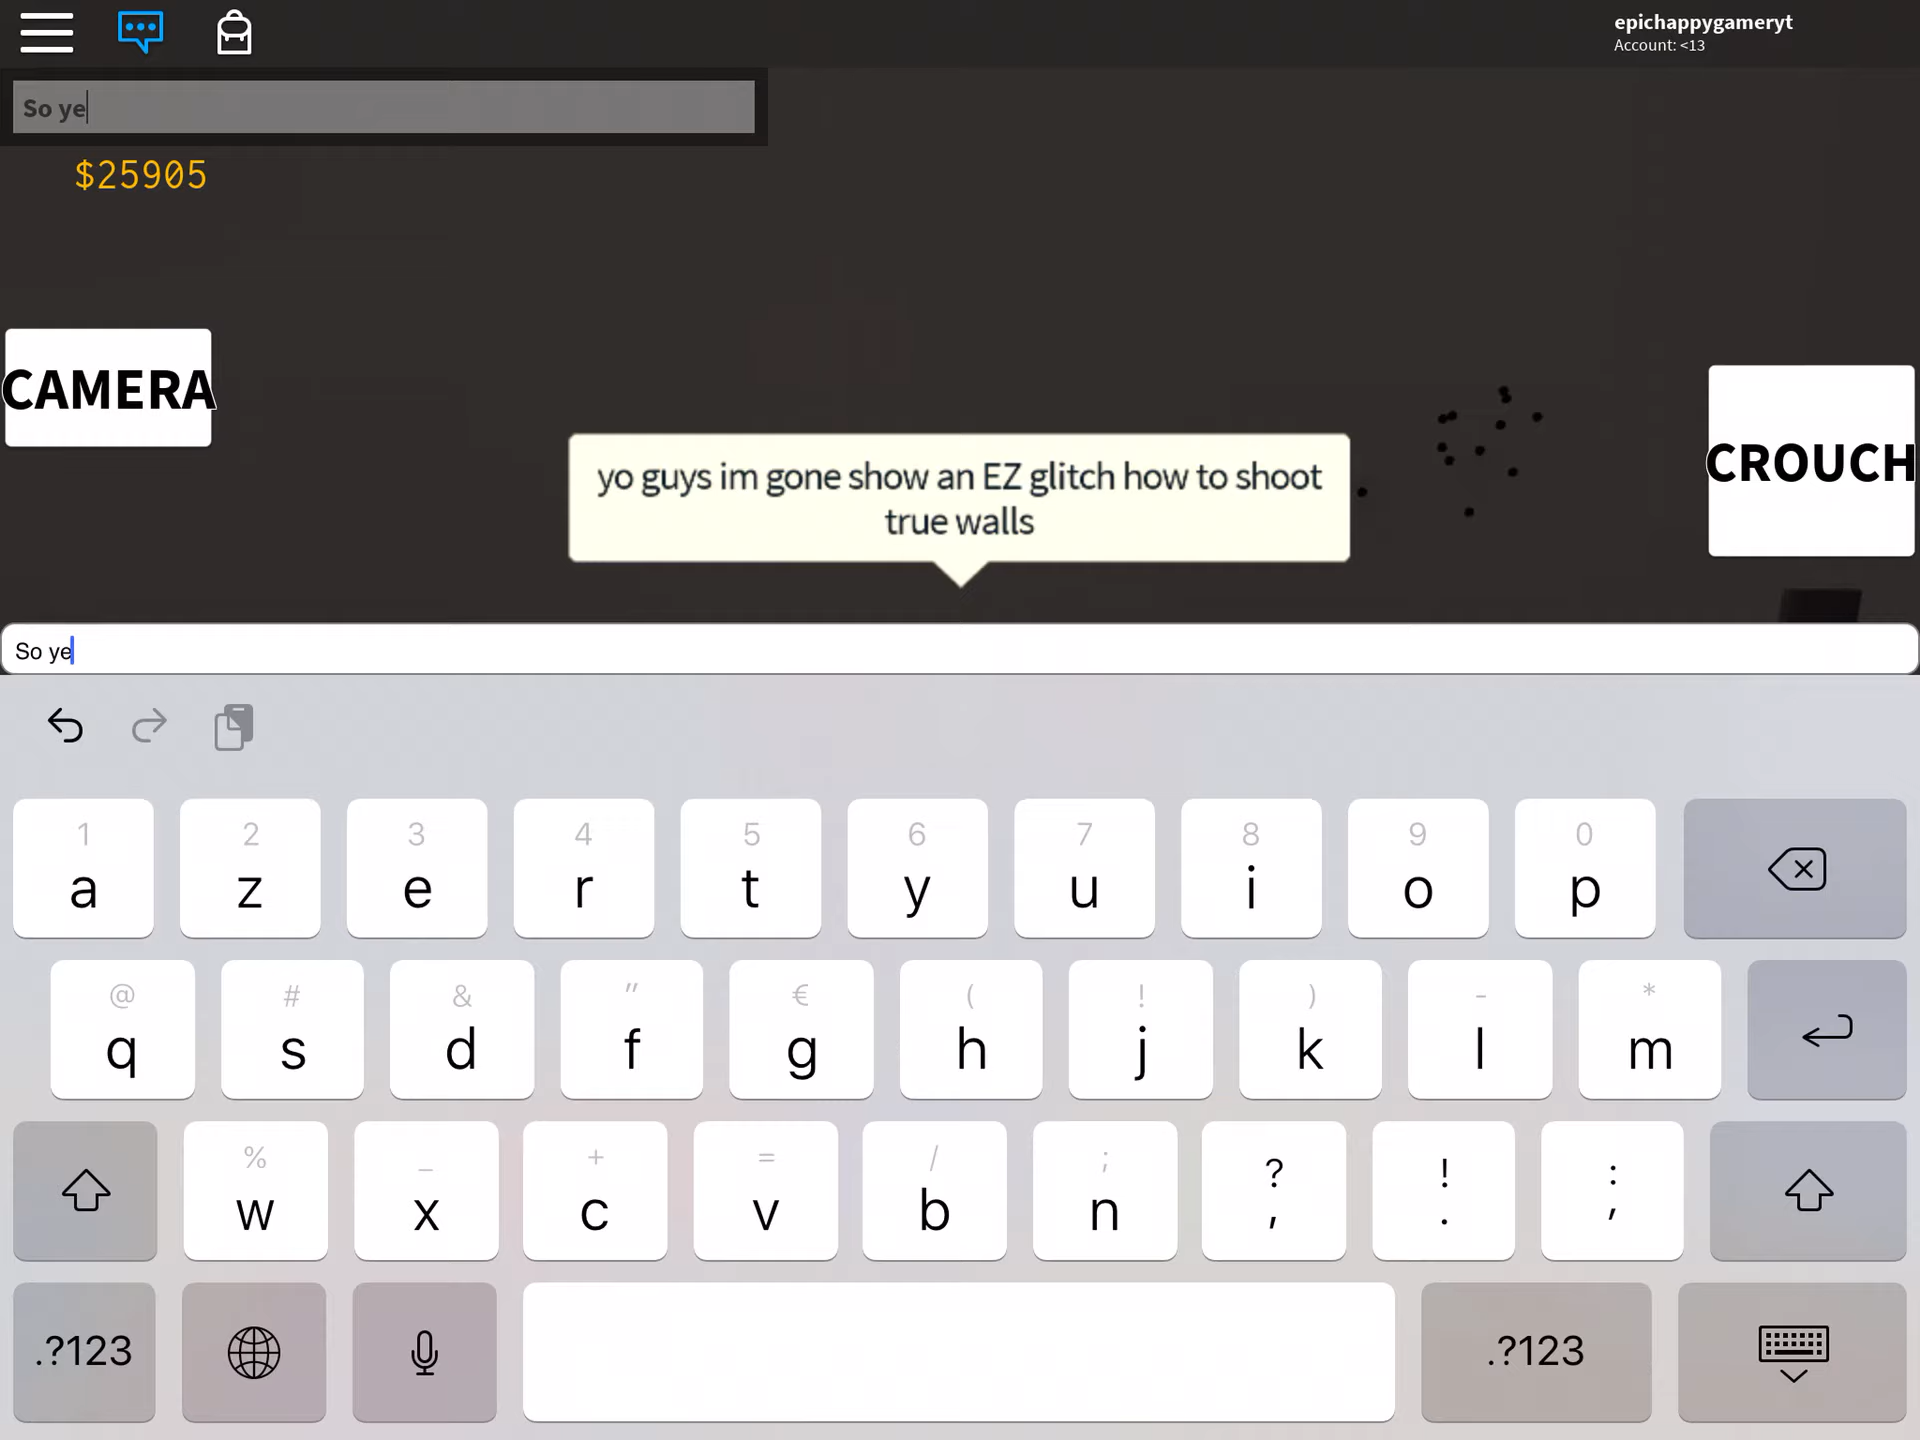 epichappygameryt
Account: <13
So ye
$25905
CAMERA
CROUCH
yo guys im gone show an EZ glitch how to shoot
true walls
So ye
1 2 3 4 5 6 7 8 9 0
a z e r t y u i o p
@ # & " € ( ! ) - *
q s d f g h j k l m
% _ + = / ; ? ! :
w x c v b n , . '
.?123 .?123